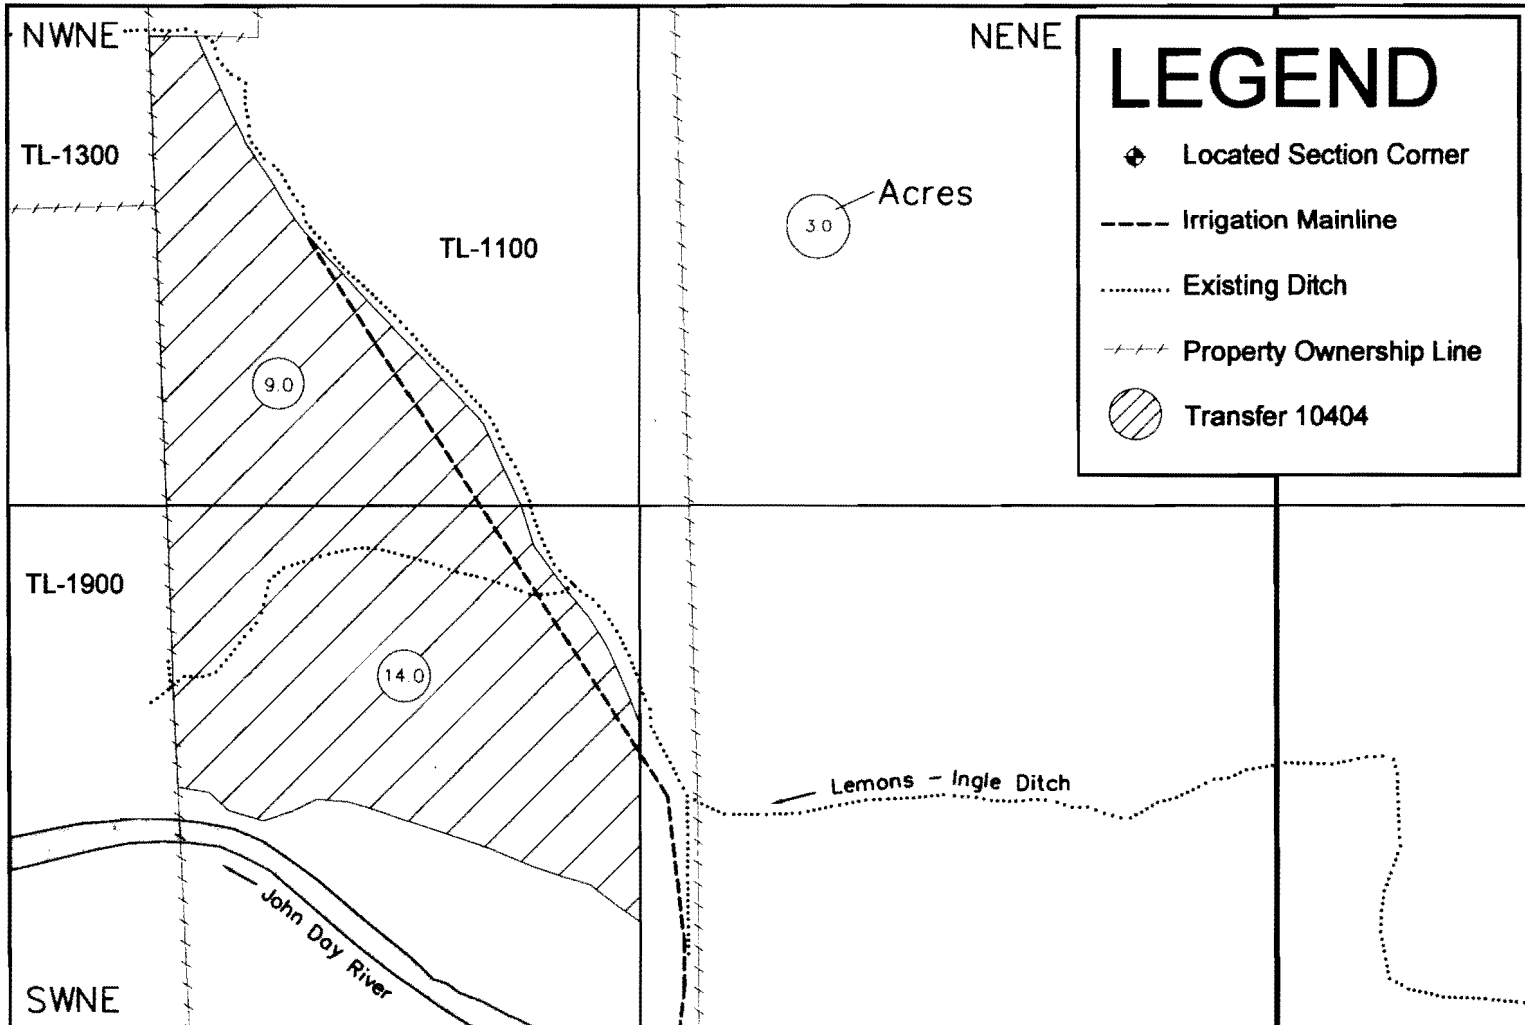 NWNE
NENE
LEGEND
Located Section Corner
Irrigation Mainline
Existing Ditch
Property Ownership Line
Transfer 10404
TL-1300
Acres
3.0
TL-1100
9.0
TL-1900
14.0
Lemons - Ingle Ditch
John Day River
SWNE